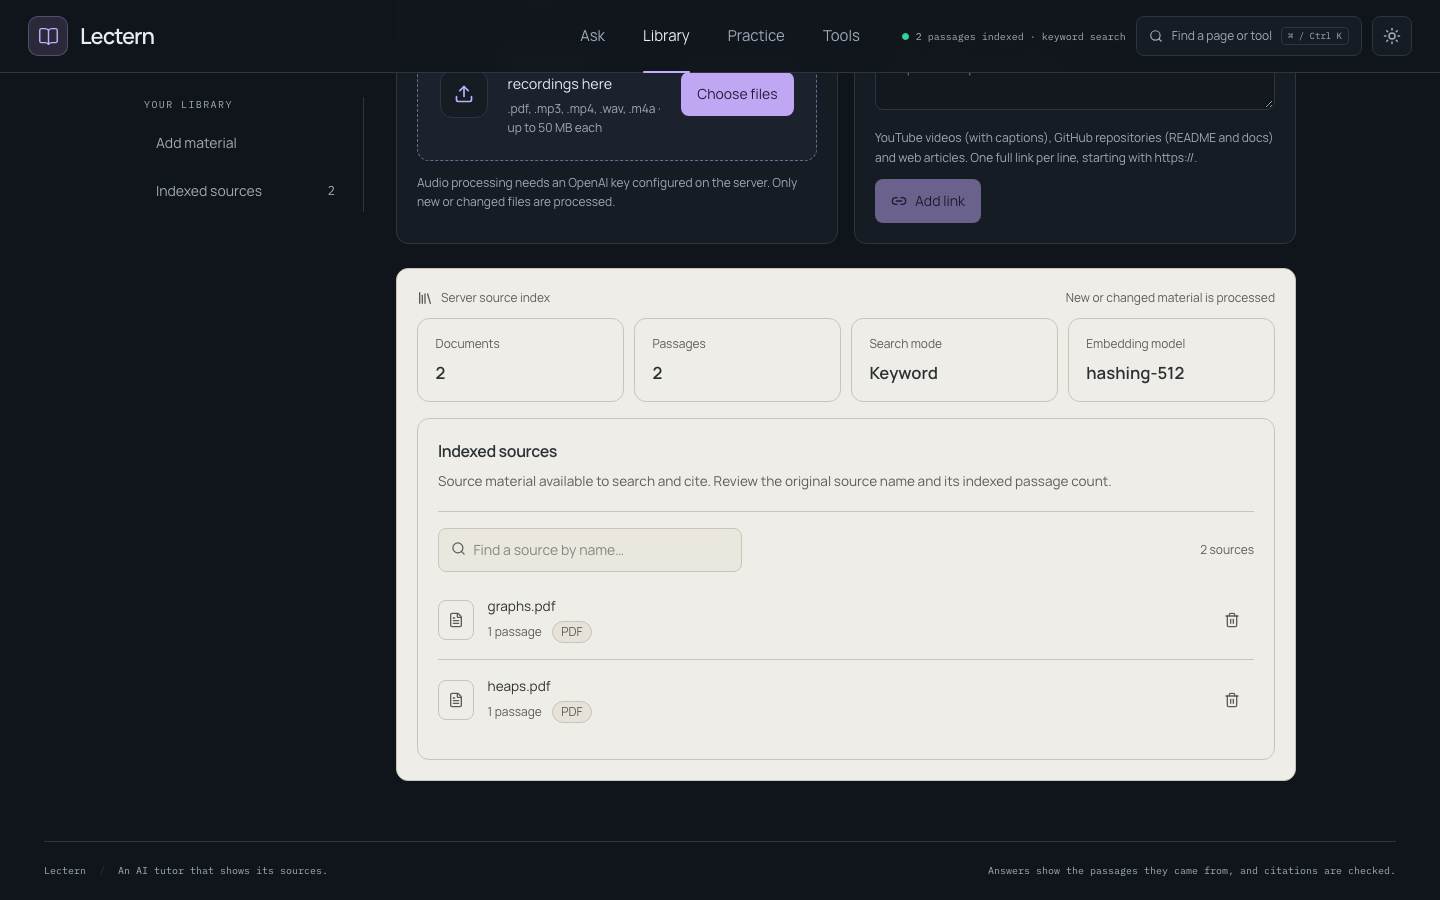 Lectern
Ask
Library
Practice
Tools
2 passages indexed · keyword search
Find a page or tool
⌘ / Ctrl K
YOUR LIBRARY
Add material
Indexed sources
2
recordings here
.pdf, .mp3, .mp4, .wav, .m4a ·
up to 50 MB each
Choose files
Audio processing needs an OpenAI key configured on the server. Only
new or changed files are processed.
YouTube videos (with captions), GitHub repositories (README and docs)
and web articles. One full link per line, starting with https://.
Add link
Server source index
New or changed material is processed
Documents
2
Passages
2
Search mode
Keyword
Embedding model
hashing-512
Indexed sources
Source material available to search and cite. Review the original source name and its indexed passage count.
Find a source by name…
2 sources
graphs.pdf
1 passage
PDF
heaps.pdf
1 passage
PDF
Lectern / An AI tutor that shows its sources.
Answers show the passages they came from, and citations are checked.